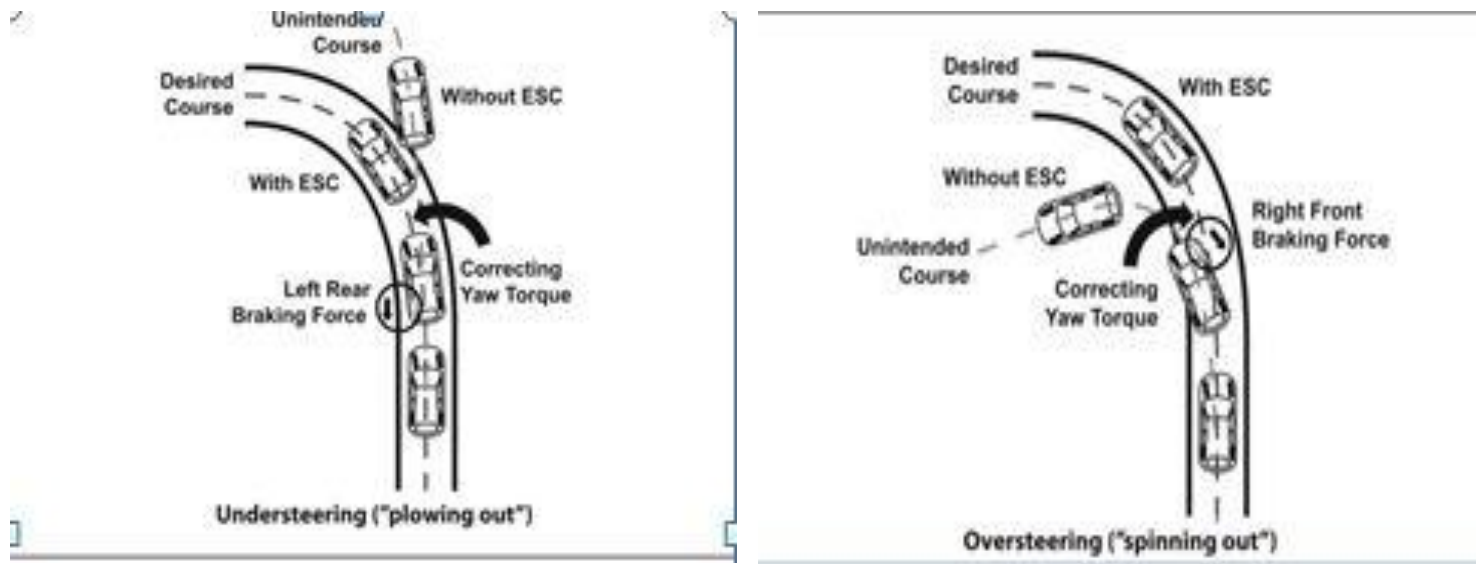 Unintended
Course
Desired
Course
Without ESC
With ESC
Correcting
Yaw Torque
Left Rear
Braking Force
Understeering ("plowing out")
Desired
Course
With ESC
Without ESC
Right Front
Braking Force
Unintended
Course
Correcting
Yaw Torque
Oversteering ("spinning out")